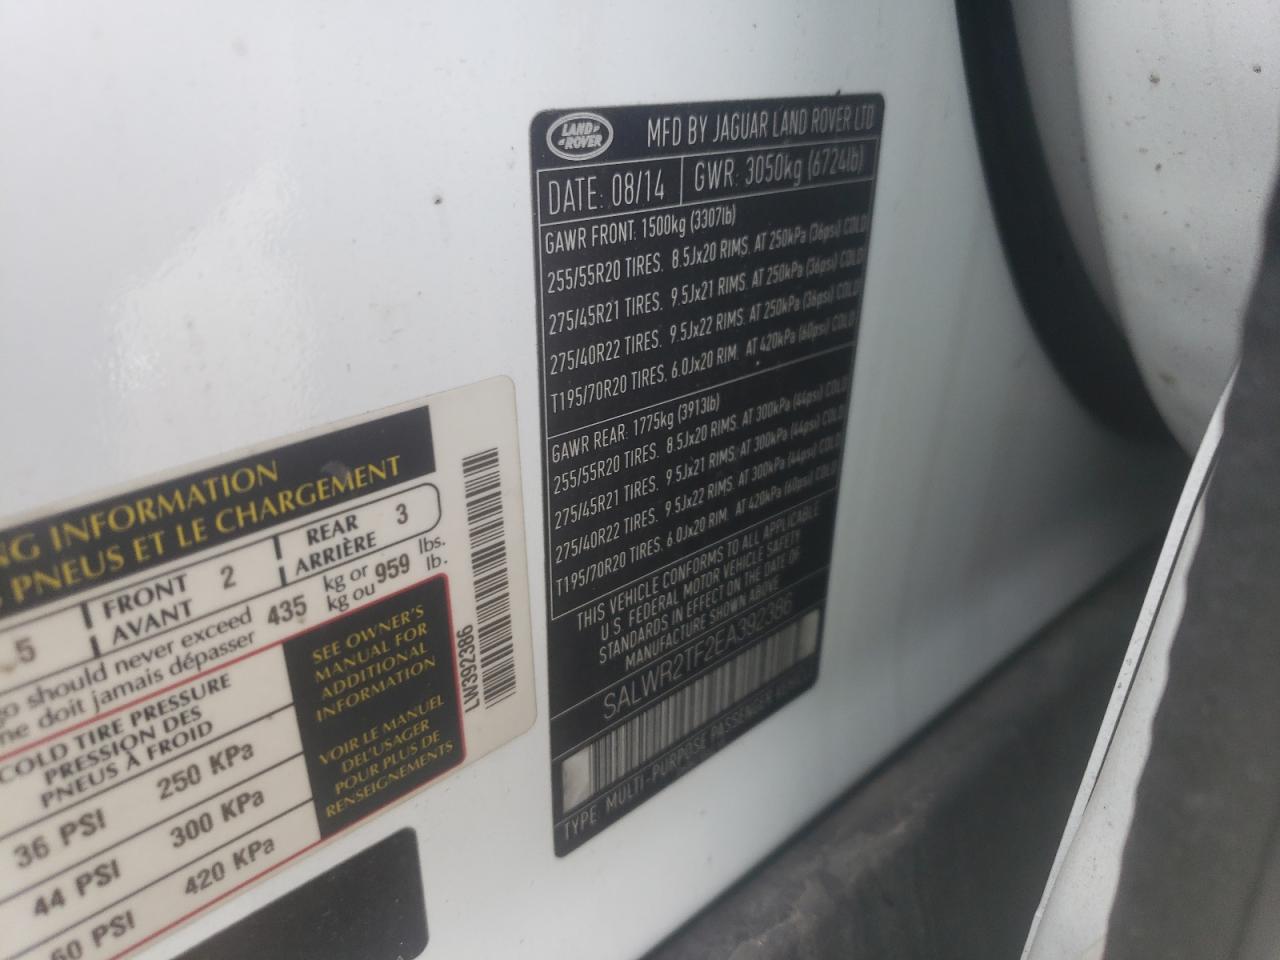 LAND ROVER
MFD BY JAGUAR LAND ROVER LTD
DATE: 08/14 GWR: 3050kg (6724lb)
GAWR FRONT: 1500kg (3307lb)
255/55R20 TIRES. 8.5Jx20 RIMS. AT 250kPa (36psi) COLD
275/45R21 TIRES. 9.5Jx21 RIMS. AT 250kPa (36psi) COLD
275/40R22 TIRES. 9.5Jx22 RIMS. AT 250kPa (36psi) COLD
T195/70R20 TIRES. 6.0Jx20 RIM. AT 420kPa (60psi) COLD
GAWR REAR: 1775kg (3913lb)
255/55R20 TIRES. 8.5Jx20 RIMS. AT 300kPa (44psi) COLD
275/45R21 TIRES. 9.5Jx21 RIMS. AT 300kPa (44psi) COLD
275/40R22 TIRES. 9.5Jx22 RIMS. AT 300kPa (44psi) COLD
T195/70R20 TIRES. 6.0Jx20 RIM. AT 420kPa (60psi) COLD
THIS VEHICLE CONFORMS TO ALL APPLICABLE
U.S. FEDERAL MOTOR VEHICLE SAFETY
STANDARDS IN EFFECT ON THE DATE OF
MANUFACTURE SHOWN ABOVE
SALWR2TF2EA392386
TYPE: MULTI-PURPOSE PASSENGER VEHICLE
NG INFORMATION
PNEUS ET LE CHARGEMENT
5 FRONT AVANT 2 REAR ARRIÈRE 3
go should never exceed 435 kg or 959 lbs.
ne doit jamais dépasser kg ou lb.
COLD TIRE PRESSURE
PRESSION DES
PNEUS À FROID
36 PSI 250 KPa
44 PSI 300 KPa
60 PSI 420 KPa
SEE OWNER'S
MANUAL FOR
ADDITIONAL
INFORMATION
VOIR LE MANUEL
DEL'USAGER
POUR PLUS DE
RENSEIGNEMENTS
LW392386